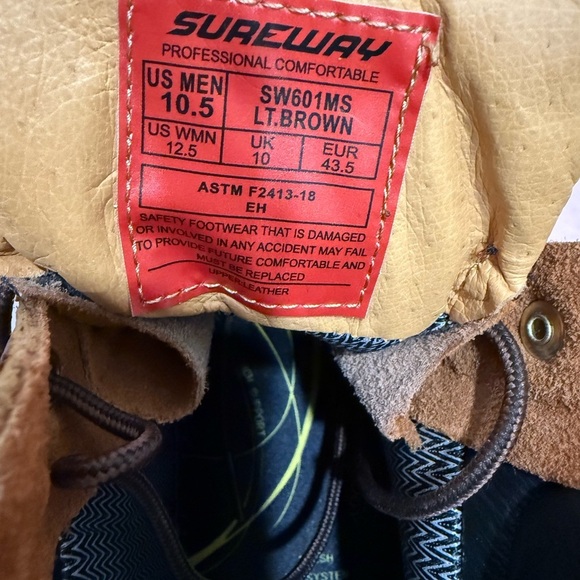 SUREWAY
PROFESSIONAL COMFORTABLE
US MEN
10.5
SW601MS
LT.BROWN
US WMN
12.5
UK
10
EUR
43.5
ASTM F2413-18
EH
SAFETY FOOTWEAR THAT IS DAMAGED
OR INVOLVED IN ANY ACCIDENT MAY FAIL
TO PROVIDE FUTURE COMFORTABLE AND
MUST BE REPLACED
UPPER:LEATHER